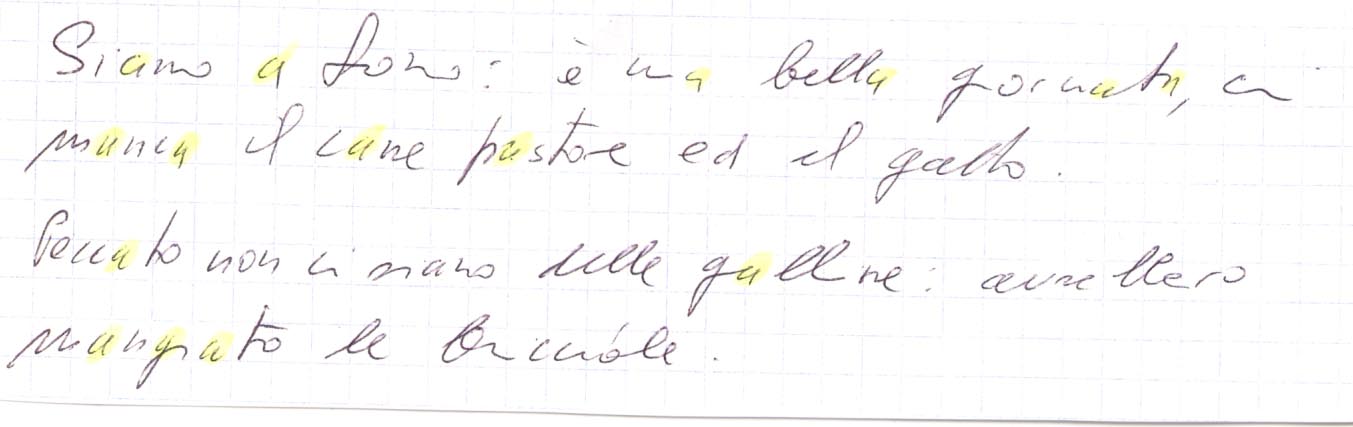 Siamo a : è una bella giornata, ci
manca il cane pastore ed il gatto.
Peccato non ci siano delle galline: avrebbero
mangiato le briciole.